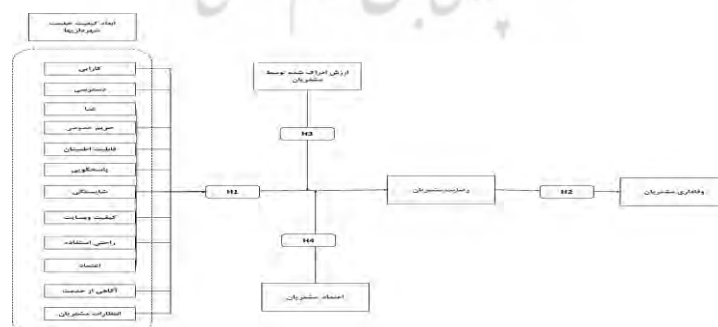 ابعاد کیفیت خدمت
شهرداریها
کارایی
دسترسی
غنا
حریم خصوصی
قابلیت اطمینان
پاسخگویی
شایستگی
کیفیت وبسایت
راحتی استفاده
اعتماد
آگاهی از خدمت
انتظارات مشتریان
H1
ارزش ادراک شده توسط
مشتریان
H3
H4
اعتماد مشتریان
رضایت مشتریان
H2
وفاداری مشتریان